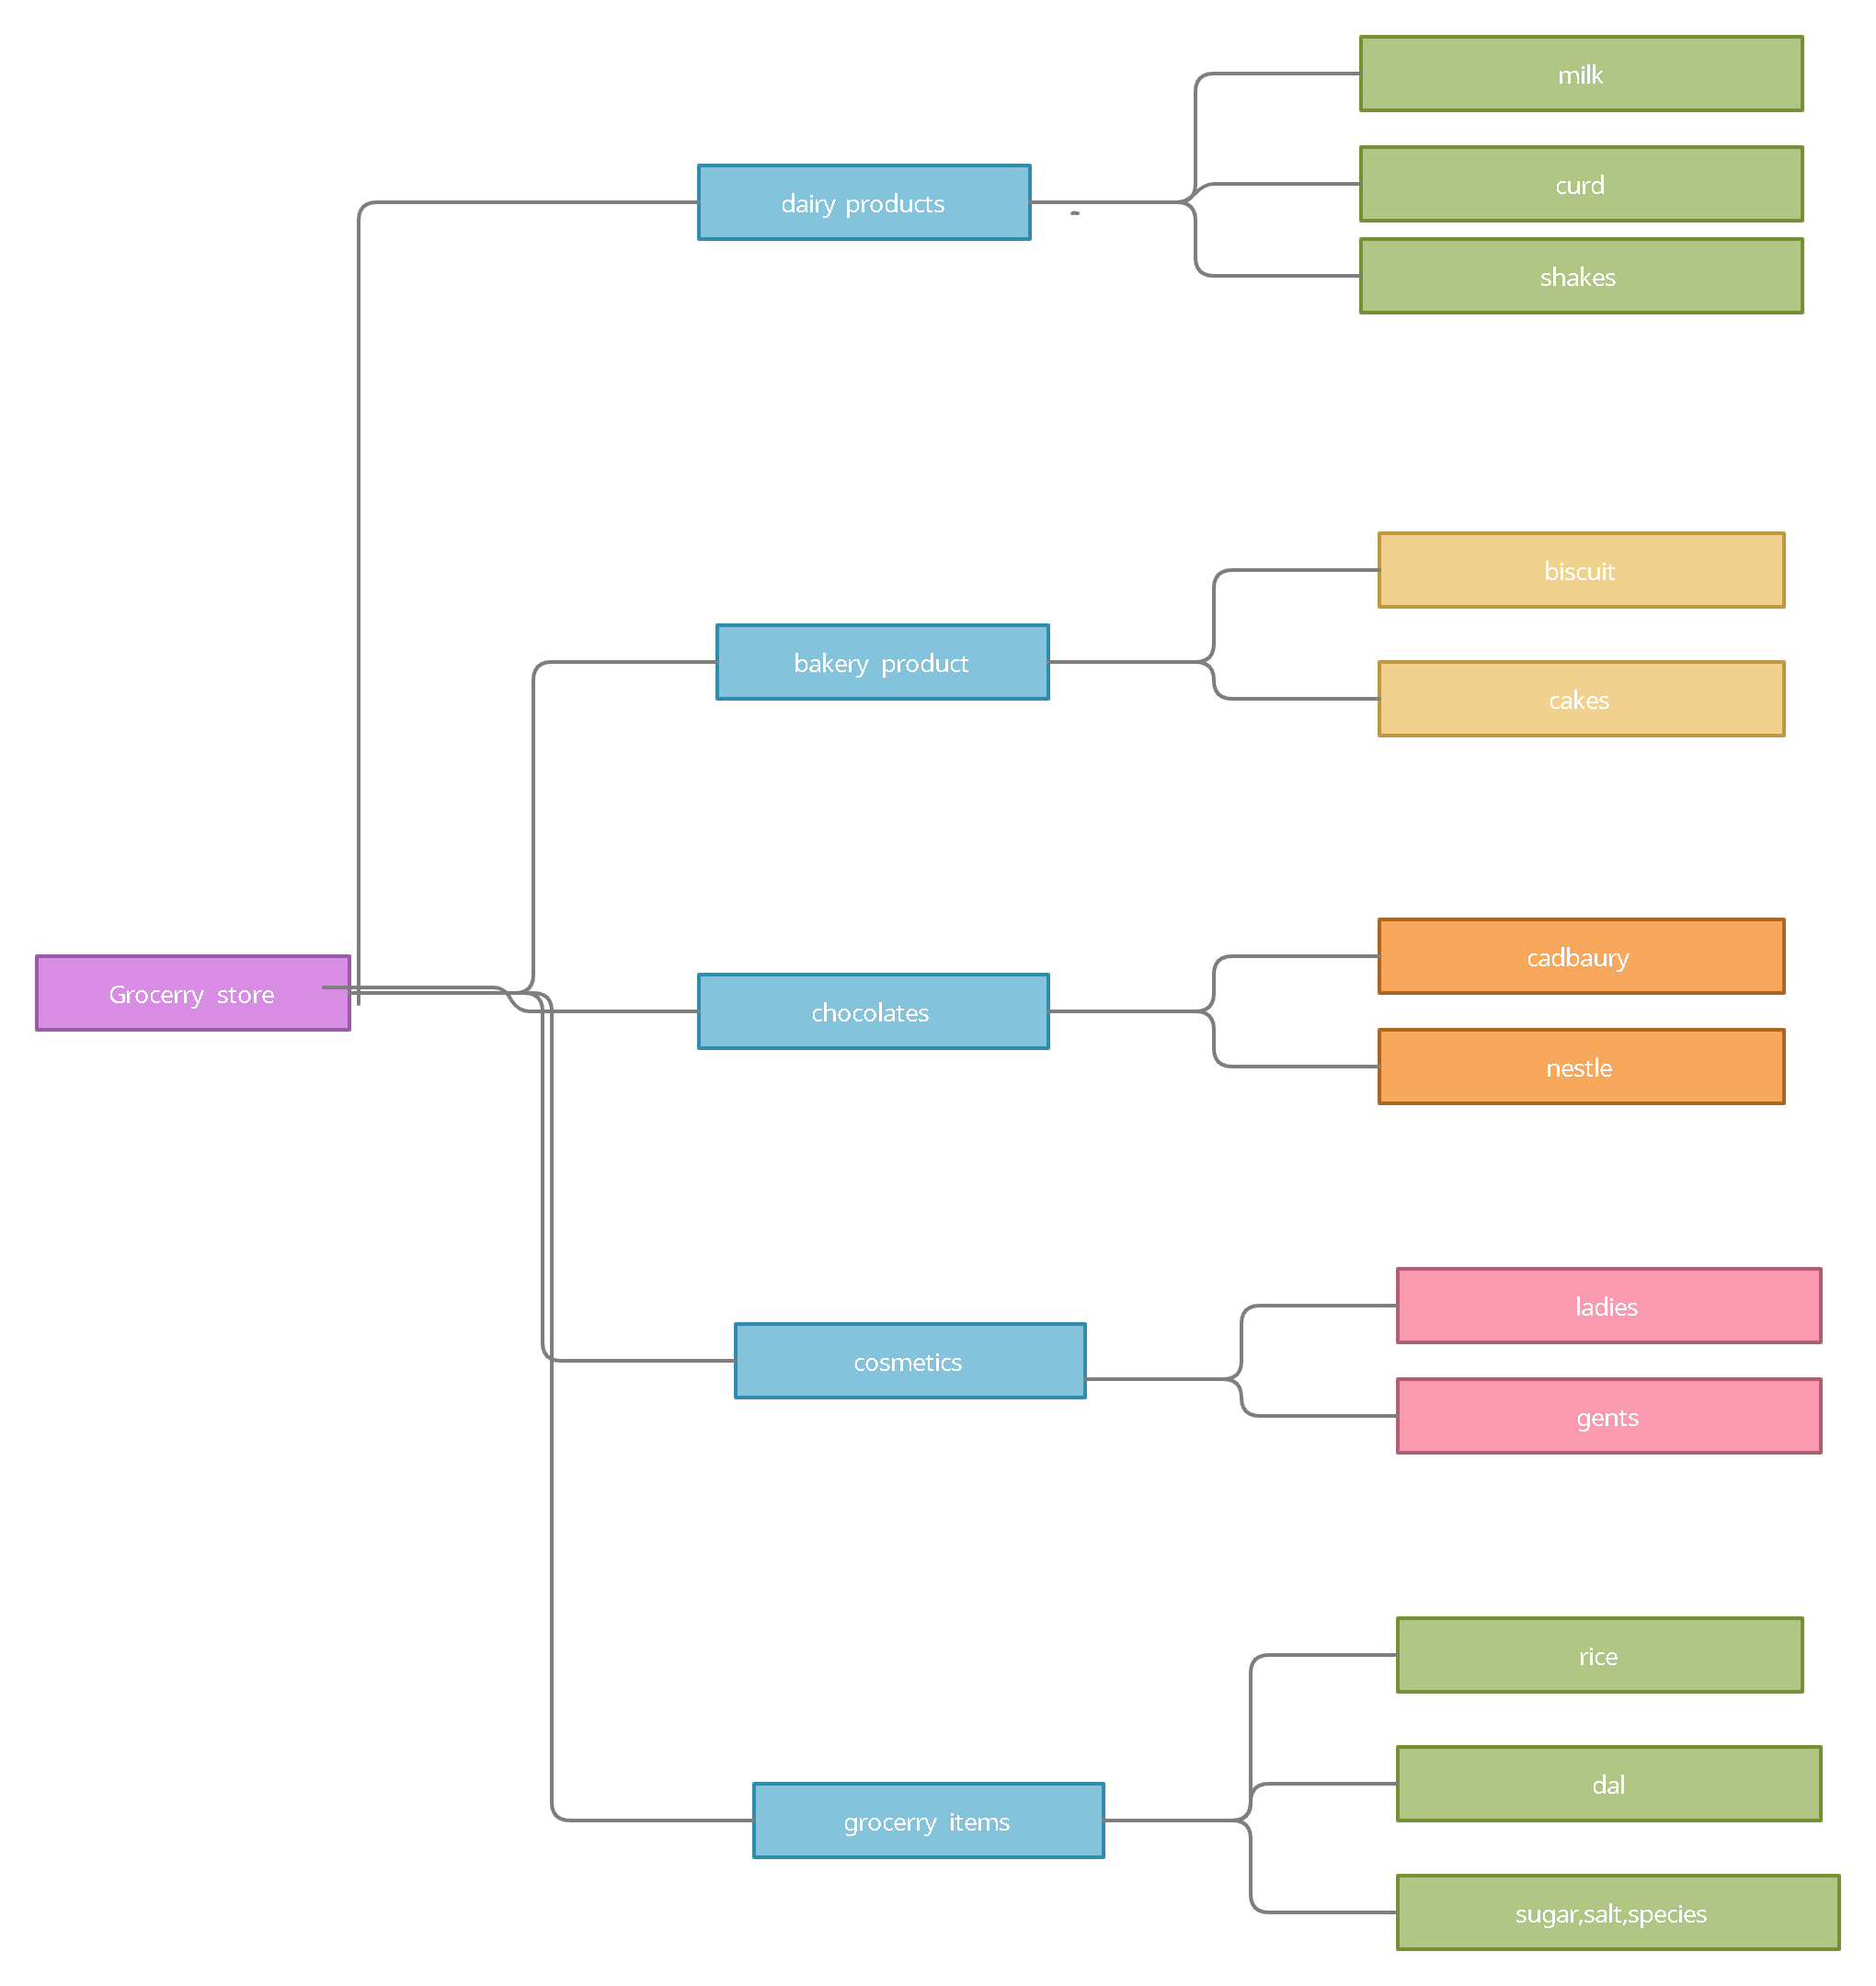 Grocerry store
dairy products
milk
curd
shakes
bakery product
biscuit
cakes
chocolates
cadbaury
nestle
cosmetics
ladies
gents
grocerry items
rice
dal
sugar,salt,species